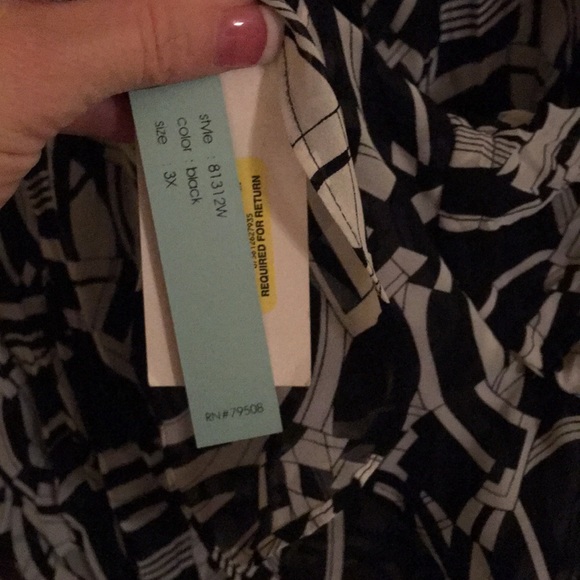 style : 81312W
color : black
size : 3X
REQUIRED FOR RETURN
RN#79508